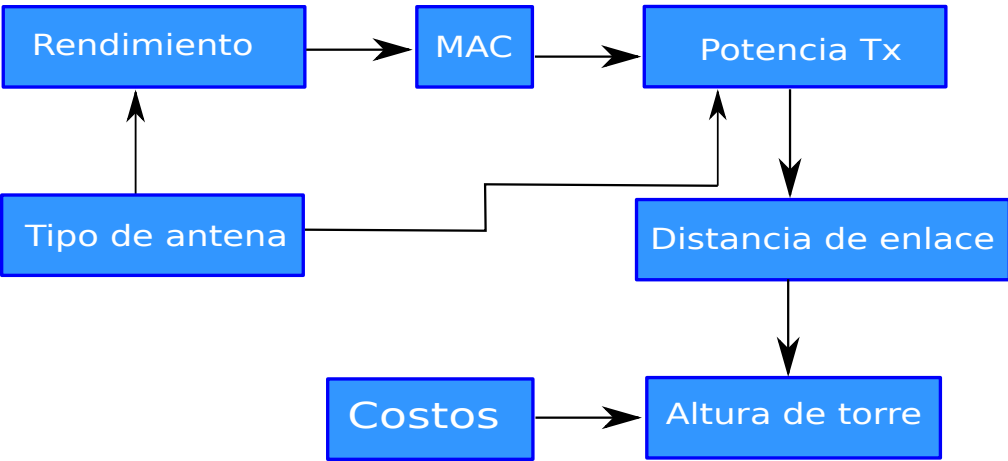 Rendimiento
MAC
Potencia Tx
Tipo de antena
Distancia de enlace
Costos
Altura de torre